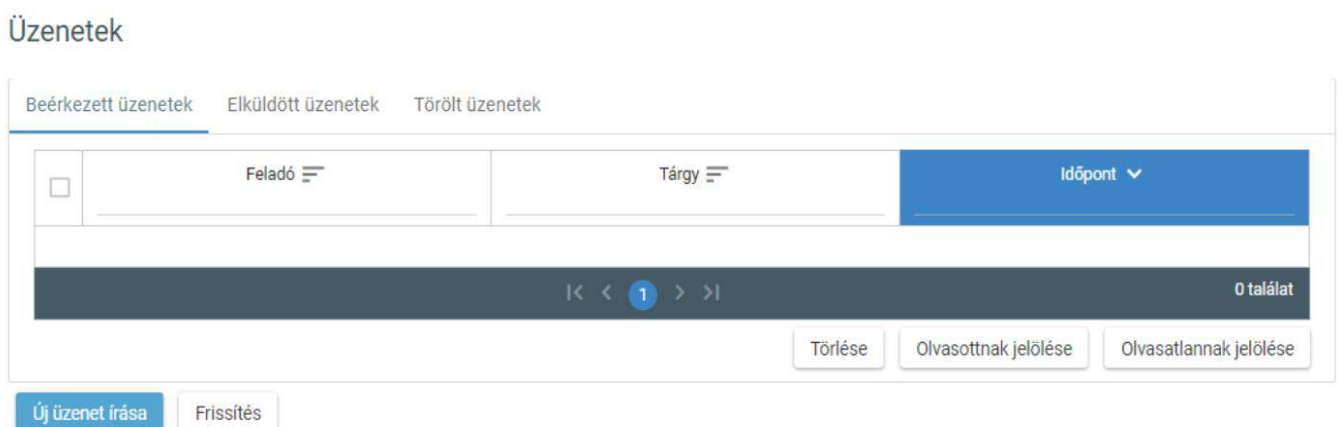 Üzenetek
Beérkezett üzenetek Elküldött üzenetek Törölt üzenetek
Feladó Tárgy Időpont
1 0 találat
Törlése Olvasottnak jelölése Olvasatlannak jelölése
Új üzenet írása Frissítés